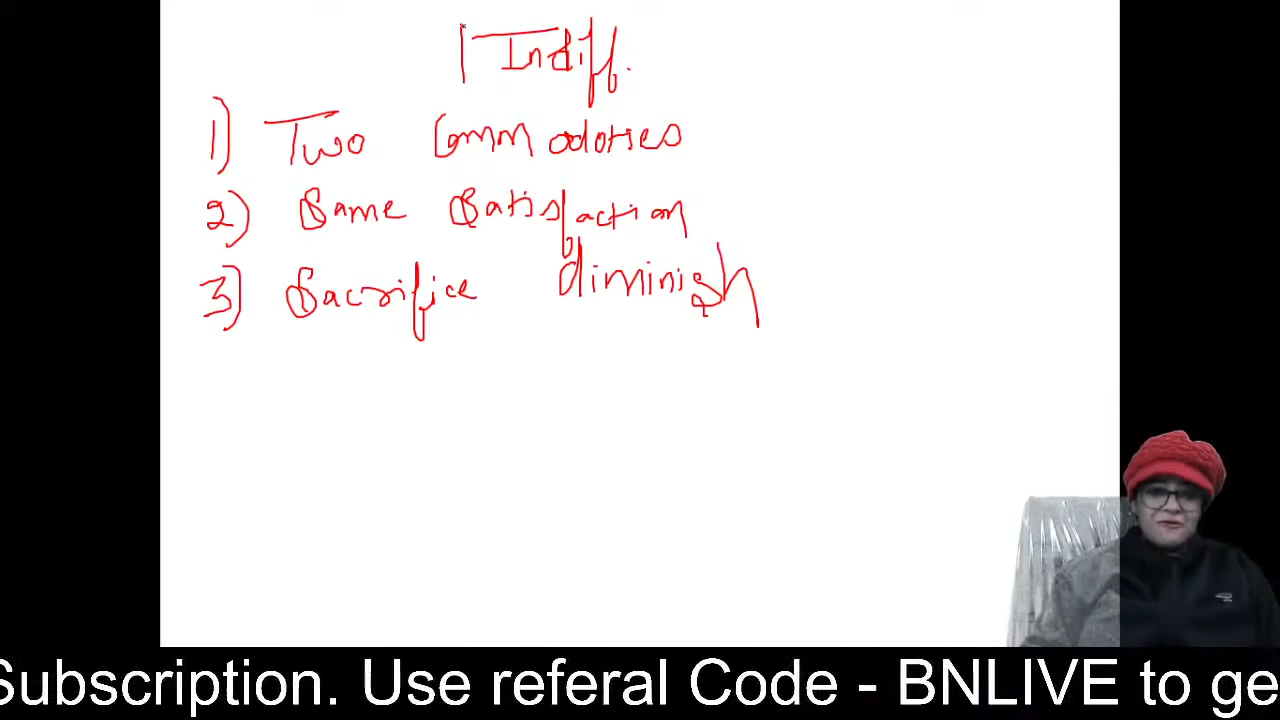 Indiff.
1) Two Commodoties
2) Same Satisfaction
3) Sacrifice diminish
Subscription. Use referal Code - BNLIVE to ge